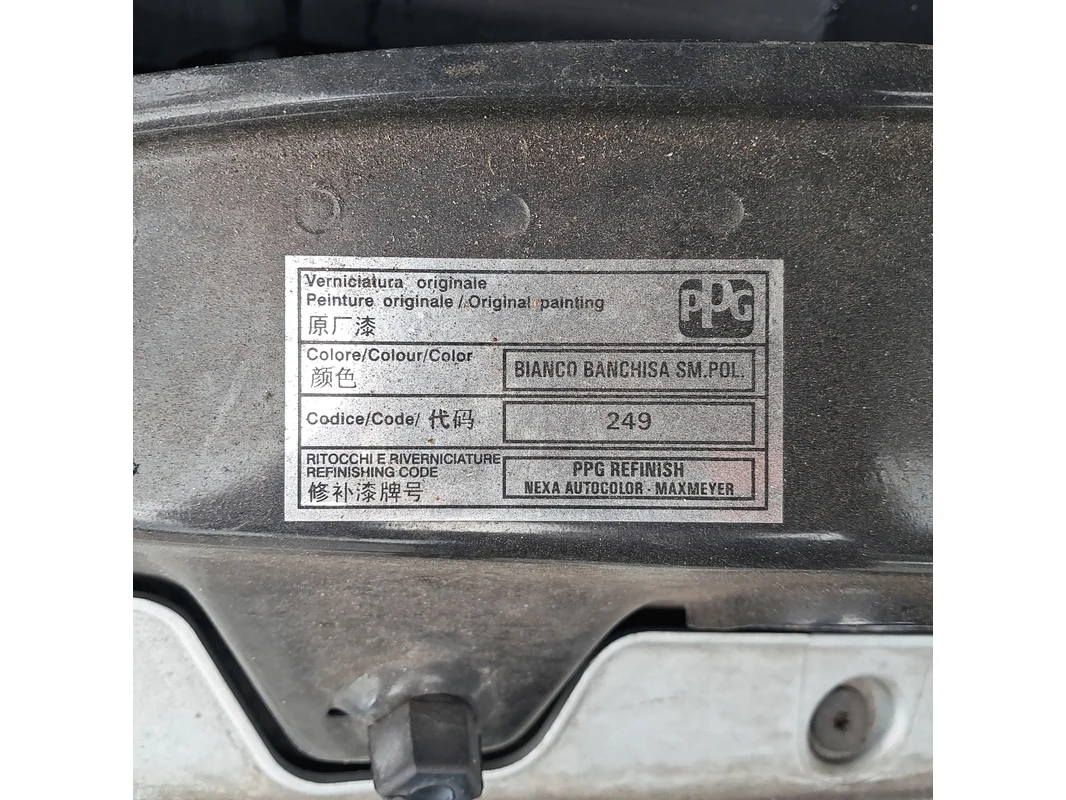 Verniciatura originale
Peinture originale / Original painting
原厂漆
PPG
Colore/Colour/Color
颜色
BIANCO BANCHISA SM.POL.
Codice/Code/ 代码
249
RITOCCHI E RIVERNICIATURE
REFINISHING CODE
修补漆牌号
PPG REFINISH
NEXA AUTOCOLOR - MAXMEYER